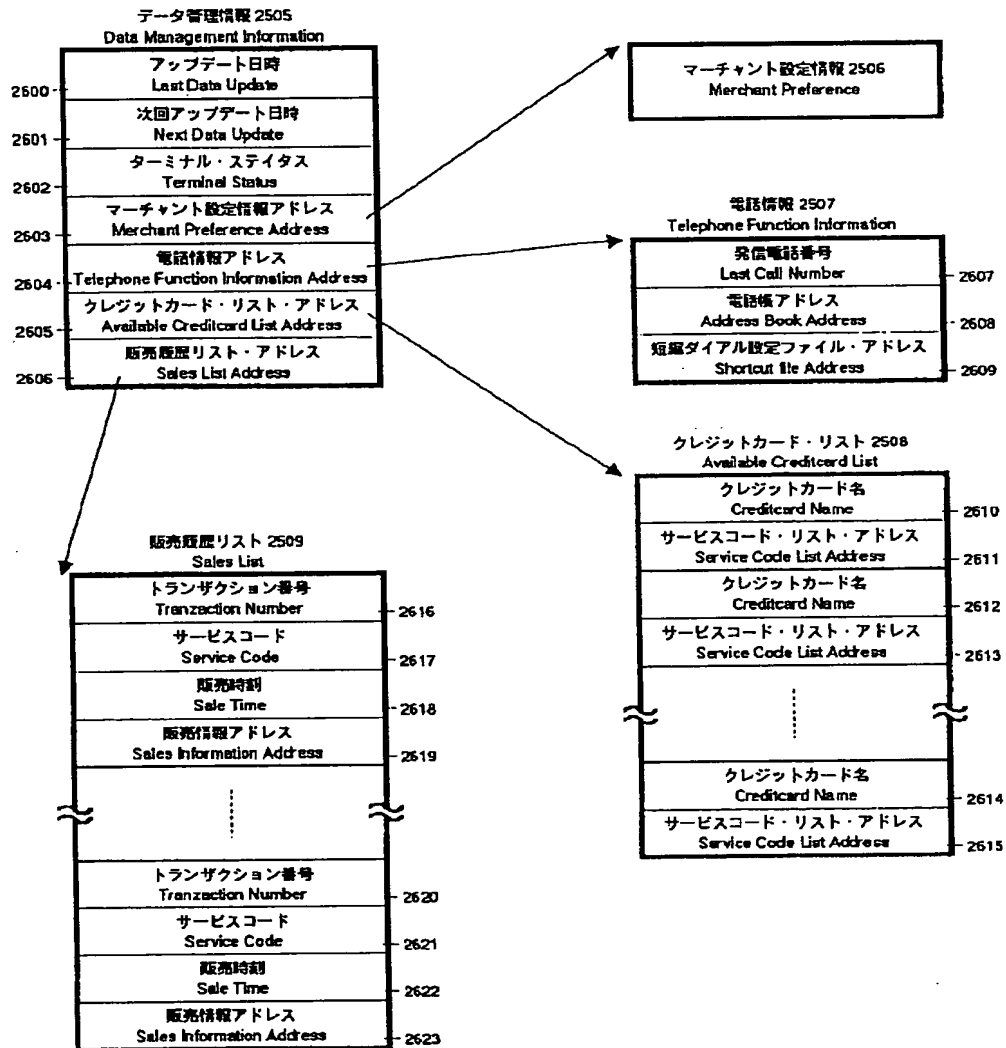 データ管理情報 2505
Data Management Information
アップデート日時
Last Data Update
2500
次回アップデート日時
Next Data Update
2601
ターミナル・ステイタス
Terminal Status
2602
マーチャント設定情報アドレス
Merchant Preference Address
2603
電話情報アドレス
Telephone Function Information Address
2604
クレジットカード・リスト・アドレス
Available Creditcard List Address
2605
販売履歴リスト・アドレス
Sales List Address
2606
マーチャント設定情報 2506
Merchant Preference
電話情報 2507
Telephone Function Information
発信電話番号
Last Call Number
2607
電話帳アドレス
Address Book Address
2608
短縮ダイアル設定ファイル・アドレス
Shortcut file Address
2609
クレジットカード・リスト 2508
Available Creditcard List
クレジットカード名
Creditcard Name
2610
サービスコード・リスト・アドレス
Service Code List Address
2611
クレジットカード名
Creditcard Name
2612
サービスコード・リスト・アドレス
Service Code List Address
2613
クレジットカード名
Creditcard Name
2614
サービスコード・リスト・アドレス
Service Code List Address
2615
販売履歴リスト 2509
Sales List
トランザクション番号
Tranzaction Number
2616
サービスコード
Service Code
2617
販売時刻
Sale Time
2618
販売情報アドレス
Sales Information Address
2619
トランザクション番号
Tranzaction Number
2620
サービスコード
Service Code
2621
販売時刻
Sale Time
2622
販売情報アドレス
Sales Information Address
2623